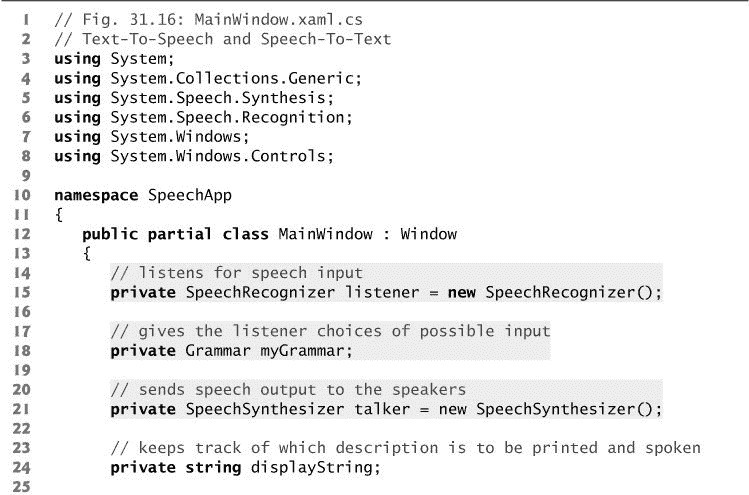 1 // Fig. 31.16: MainWindow.xaml.cs
2 // Text-To-Speech and Speech-To-Text
3 using System;
4 using System.Collections.Generic;
5 using System.Speech.Synthesis;
6 using System.Speech.Recognition;
7 using System.Windows;
8 using System.Windows.Controls;
9
10 namespace SpeechApp
11 {
12    public partial class MainWindow : Window
13    {
14       // listens for speech input
15       private SpeechRecognizer listener = new SpeechRecognizer();
16
17       // gives the listener choices of possible input
18       private Grammar myGrammar;
19
20       // sends speech output to the speakers
21       private SpeechSynthesizer talker = new SpeechSynthesizer();
22
23       // keeps track of which description is to be printed and spoken
24       private string displayString;
25